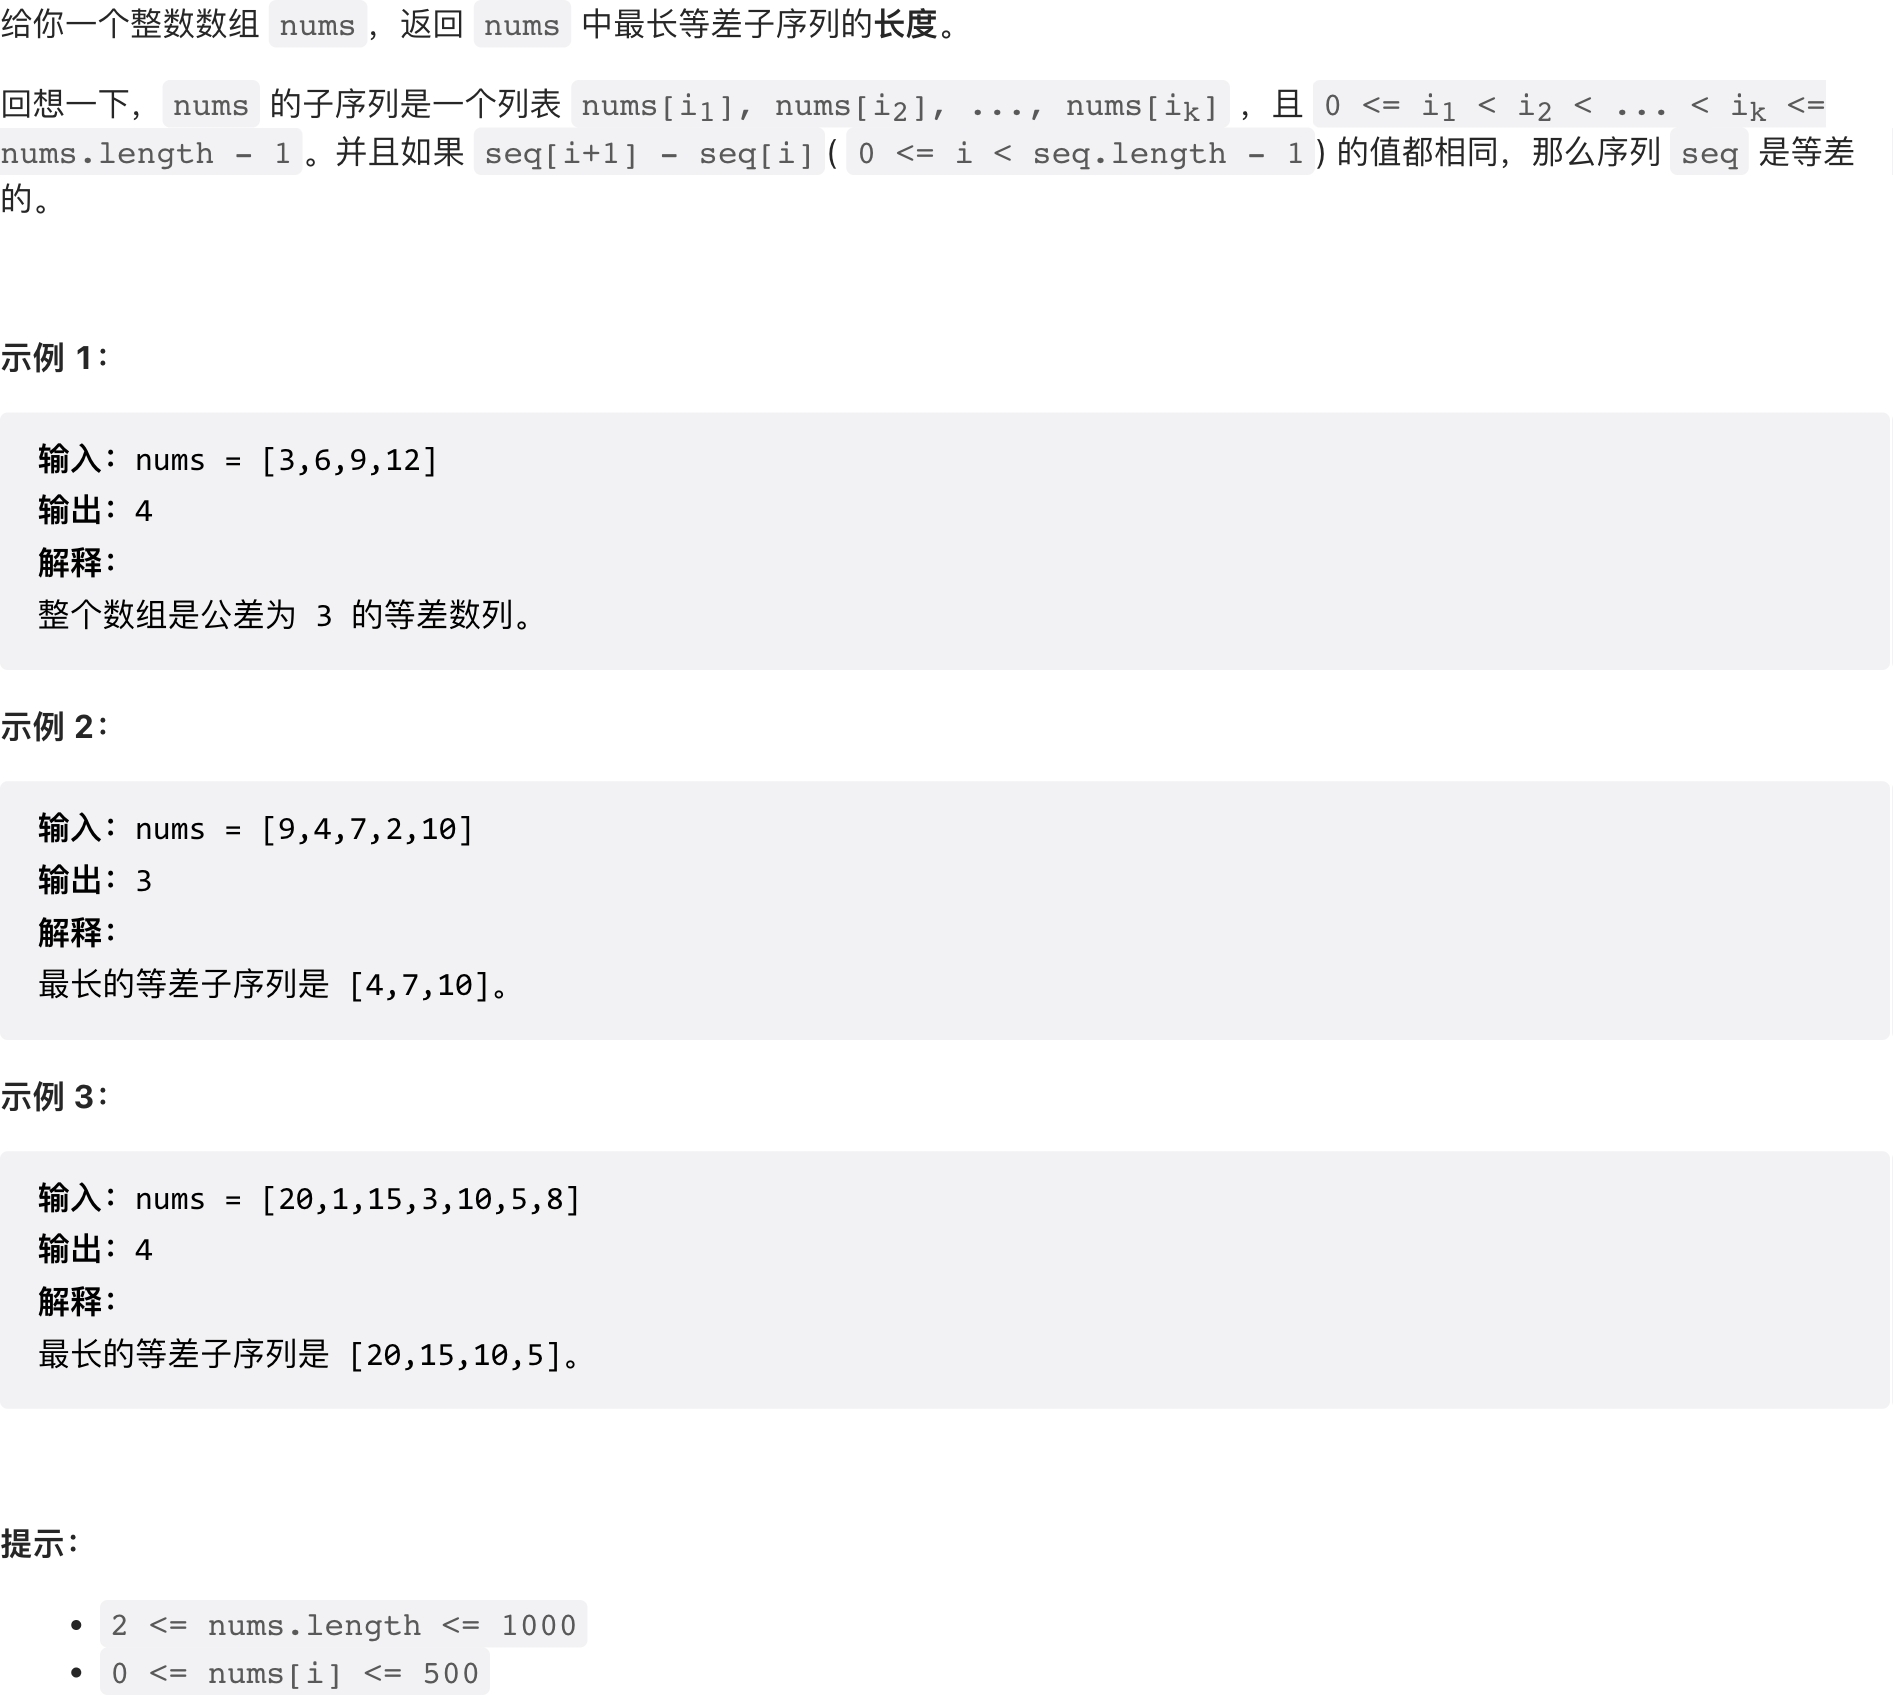 给你一个整数数组 nums，返回 nums 中最长等差子序列的长度。
回想一下，nums 的子序列是一个列表 nums[i₁], nums[i₂], ..., nums[iₖ] ，且 0 <= i₁ < i₂ < ... < iₖ <=
nums.length - 1。并且如果 seq[i+1] - seq[i]( 0 <= i < seq.length - 1) 的值都相同，那么序列 seq 是等差
的。
示例 1：
输入：nums = [3,6,9,12]
输出：4
解释：
整个数组是公差为 3 的等差数列。
示例 2：
输入：nums = [9,4,7,2,10]
输出：3
解释：
最长的等差子序列是 [4,7,10]。
示例 3：
输入：nums = [20,1,15,3,10,5,8]
输出：4
解释：
最长的等差子序列是 [20,15,10,5]。
提示：
• 2 <= nums.length <= 1000
• 0 <= nums[i] <= 500